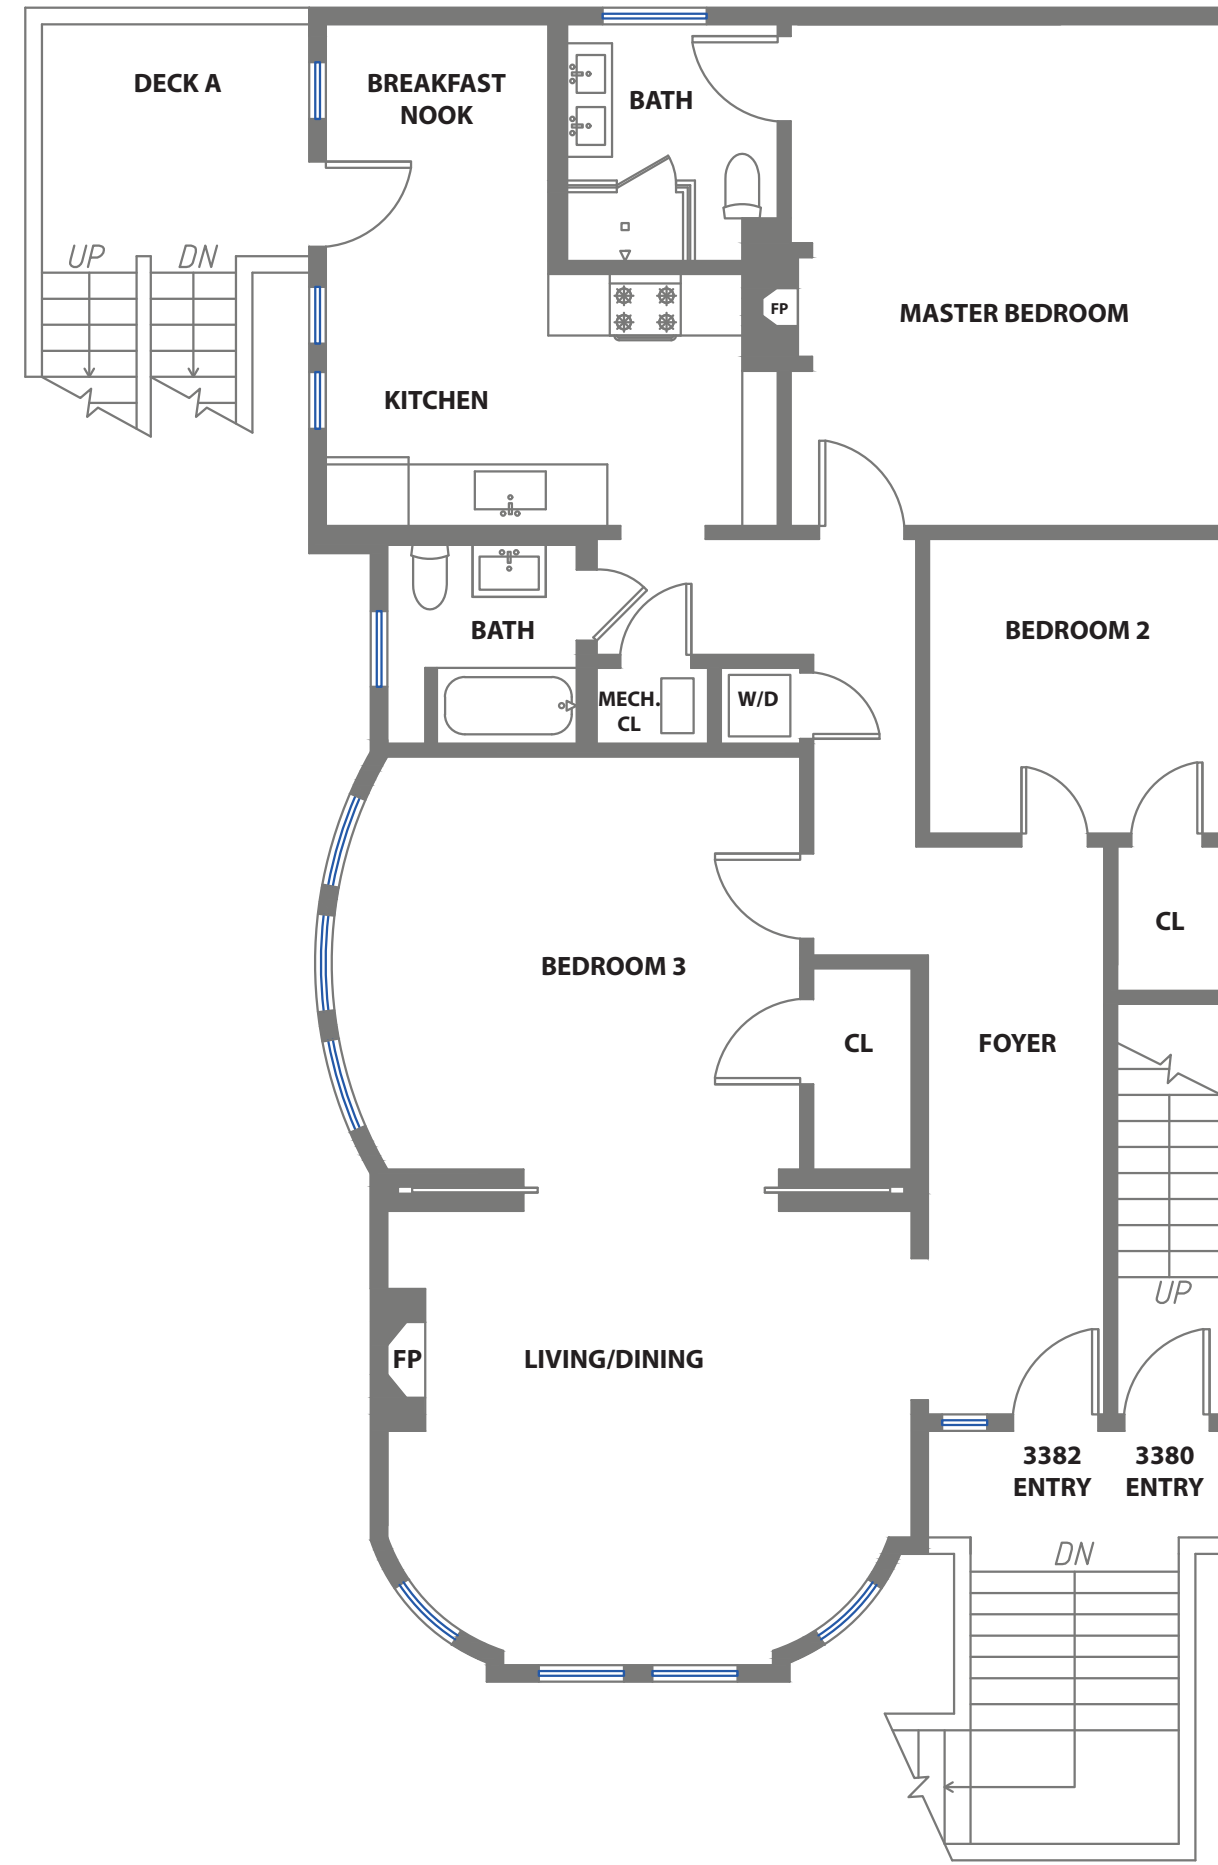 DECK A
BREAKFAST
NOOK
BATH
UP
DN
FP
MASTER BEDROOM
KITCHEN
BATH
BEDROOM 2
MECH.
CL
W/D
CL
BEDROOM 3
CL
FOYER
UP
FP
LIVING/DINING
3382
ENTRY
3380
ENTRY
DN